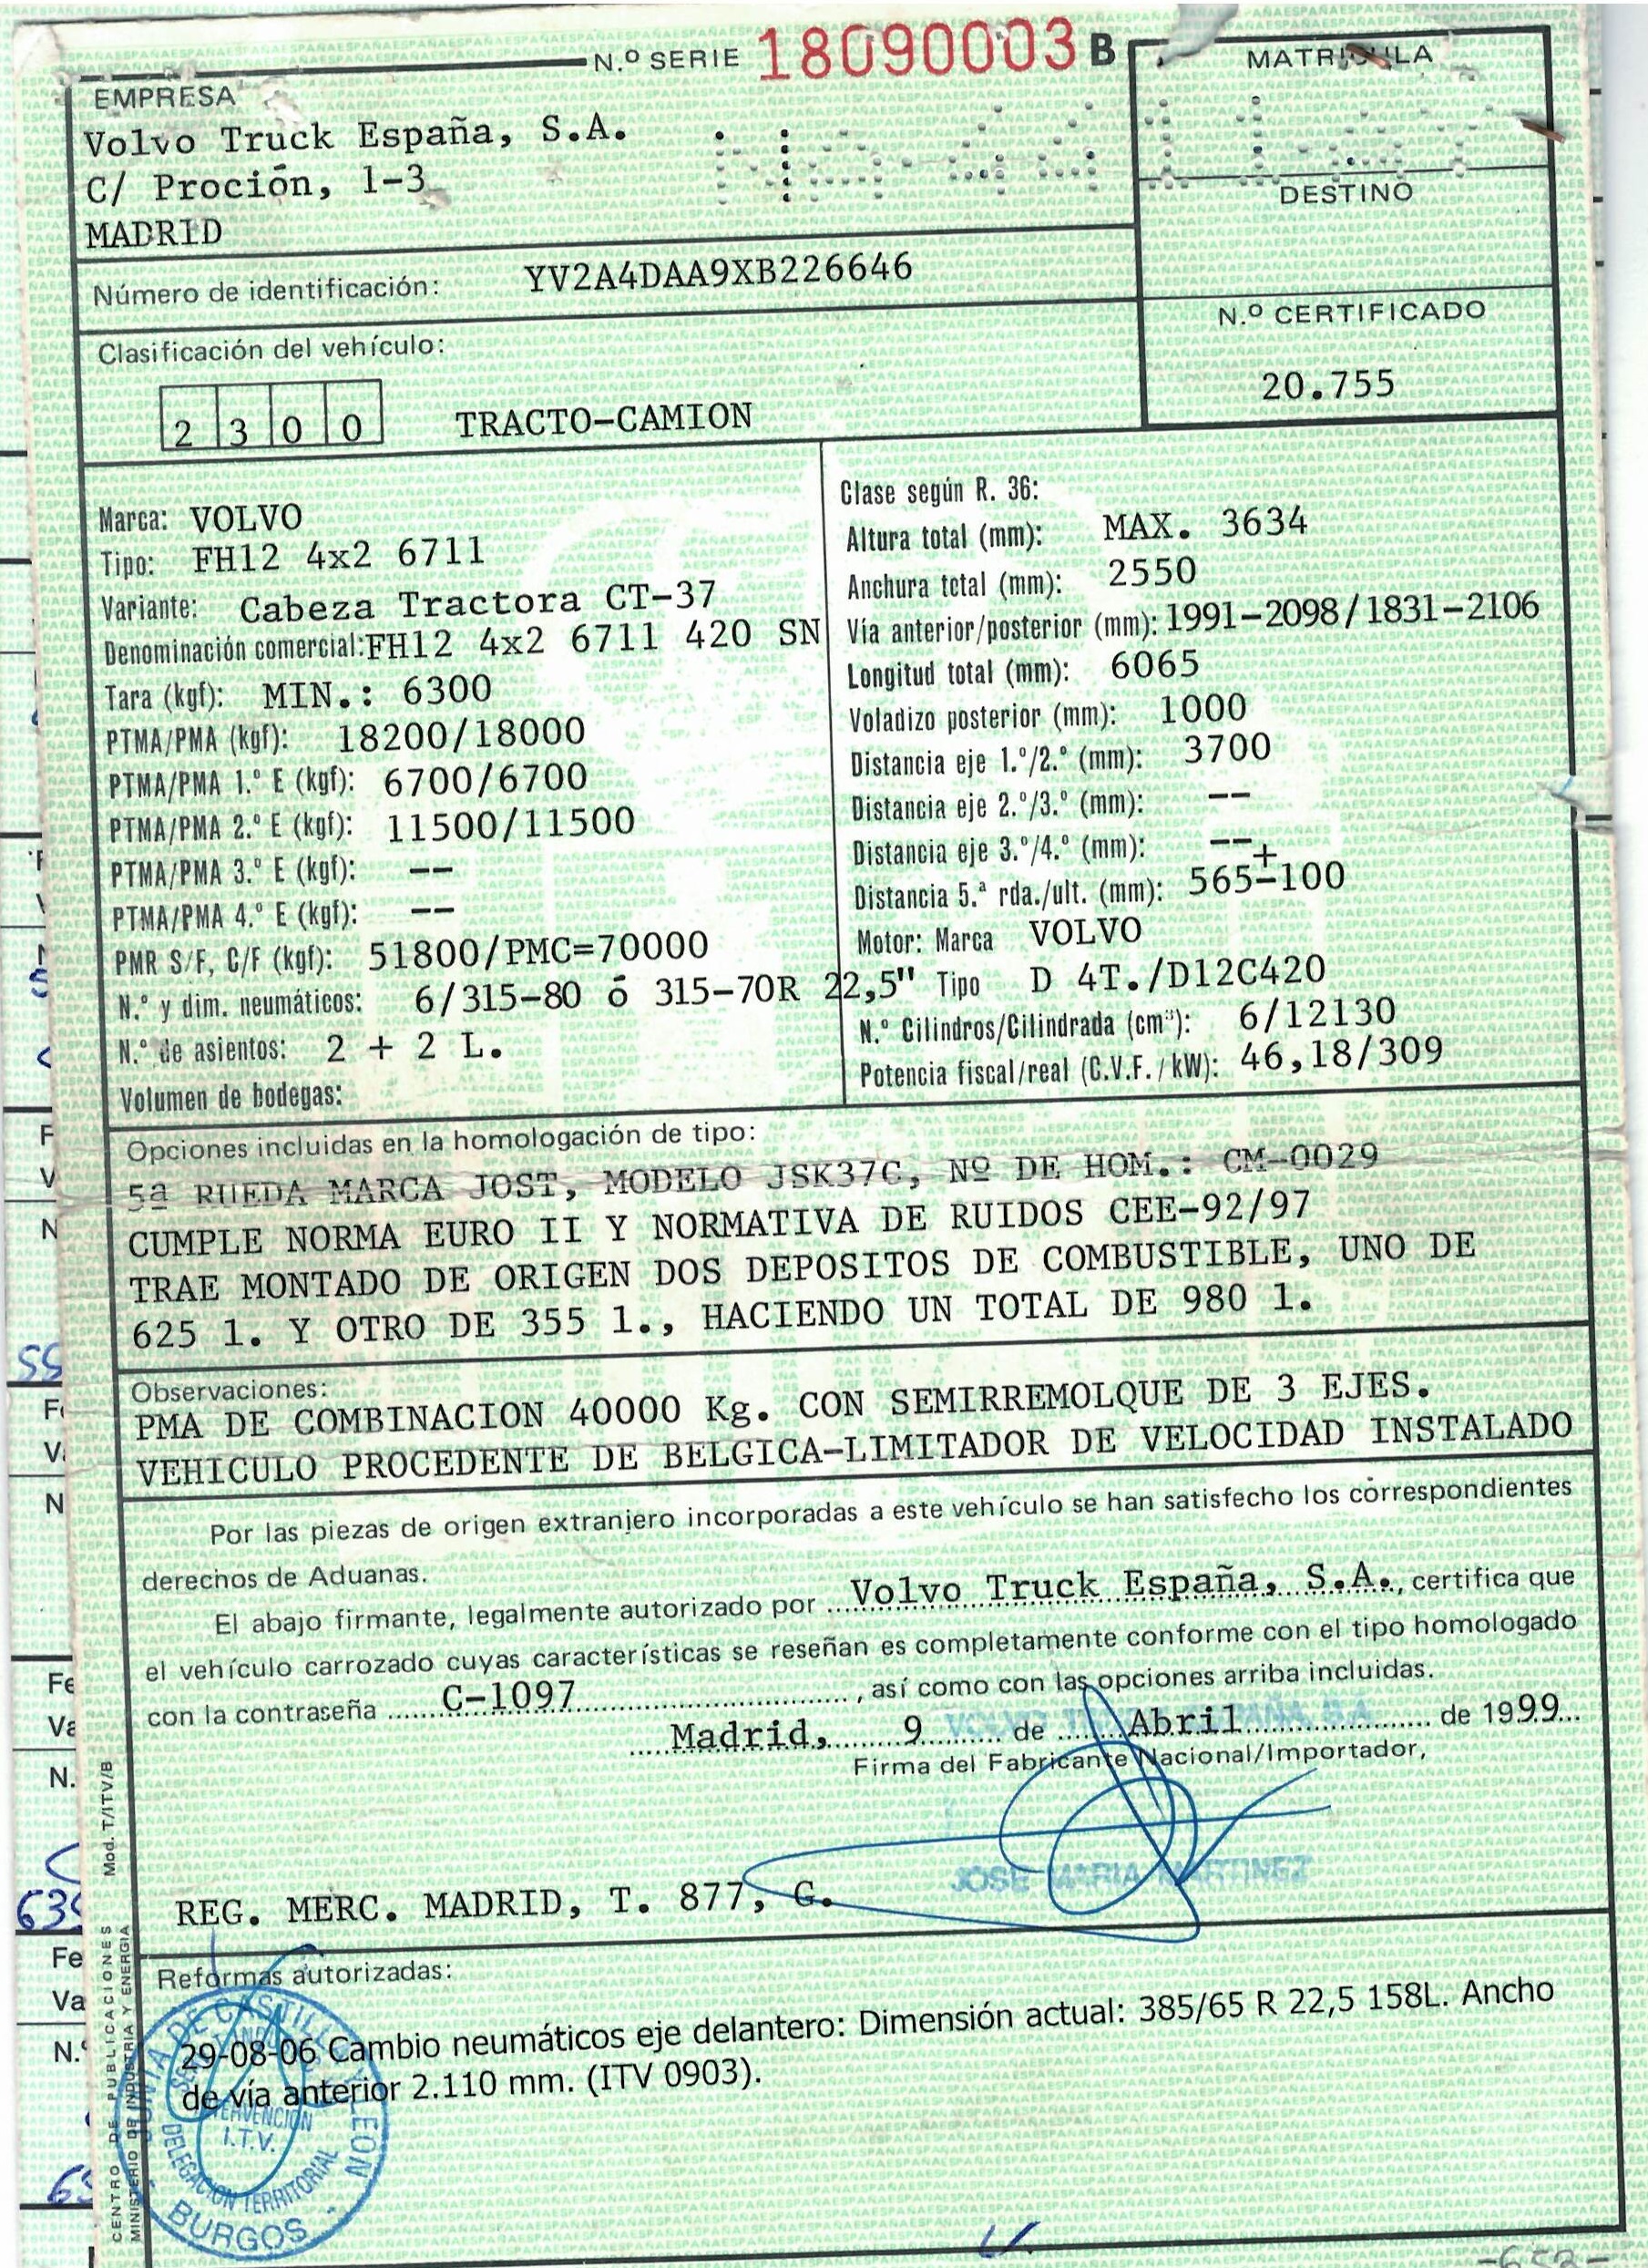 N.º SERIE 18090003 B
MATRICULA
EMPRESA
Volvo Truck España, S.A.
C/ Proción, 1-3
MADRID
DESTINO
Número de identificación: YV2A4DAA9XB226646
N.º CERTIFICADO
20.755
Clasificación del vehículo:
2 3 0 0 TRACTO-CAMION
Marca: VOLVO
Tipo: FH12 4x2 6711
Variante: Cabeza Tractora CT-37
Denominación comercial: FH12 4x2 6711 420 SN
Tara (kgf): MIN.: 6300
PTMA/PMA (kgf): 18200/18000
PTMA/PMA 1.º E (kgf): 6700/6700
PTMA/PMA 2.º E (kgf): 11500/11500
PTMA/PMA 3.º E (kgf): --
PTMA/PMA 4.º E (kgf): --
PMR S/F, C/F (kgf): 51800/PMC=70000
N.º y dim. neumáticos: 6/315-80 ó 315-70R 22,5"
N.º de asientos: 2 + 2 L.
Volumen de bodegas:
Clase según R. 36:
Altura total (mm): MAX. 3634
Anchura total (mm): 2550
Vía anterior/posterior (mm): 1991-2098/1831-2106
Longitud total (mm): 6065
Voladizo posterior (mm): 1000
Distancia eje 1.º/2.º (mm): 3700
Distancia eje 2.º/3.º (mm): --
Distancia eje 3.º/4.º (mm): --
Distancia 5.ª rda./ult. (mm): 565±100
Motor: Marca VOLVO
Tipo D 4T./D12C420
N.º Cilindros/Cilindrada (cm³): 6/12130
Potencia fiscal/real (C.V.F./kW): 46,18/309
Opciones incluidas en la homologación de tipo:
5ª RUEDA MARCA JOST, MODELO JSK37C, Nº DE HOM.: CM-0029
CUMPLE NORMA EURO II Y NORMATIVA DE RUIDOS CEE-92/97
TRAE MONTADO DE ORIGEN DOS DEPOSITOS DE COMBUSTIBLE, UNO DE
625 l. Y OTRO DE 355 l., HACIENDO UN TOTAL DE 980 l.
Observaciones:
PMA DE COMBINACION 40000 Kg. CON SEMIRREMOLQUE DE 3 EJES.
VEHICULO PROCEDENTE DE BELGICA-LIMITADOR DE VELOCIDAD INSTALADO
Por las piezas de origen extranjero incorporadas a este vehículo se han satisfecho los correspondientes
derechos de Aduanas.
El abajo firmante, legalmente autorizado por Volvo Truck España, S.A., certifica que
el vehículo carrozado cuyas características se reseñan es completamente conforme con el tipo homologado
con la contraseña C-1097, así como con las opciones arriba incluidas.
Madrid, 9 de Abril de 1999
Firma del Fabricante Nacional/Importador,
JOSE MARIA MARTINEZ
REG. MERC. MADRID, T. 877, G.
Reformas autorizadas:
29-08-06 Cambio neumáticos eje delantero: Dimensión actual: 385/65 R 22,5 158L. Ancho
de vía anterior 2.110 mm. (ITV 0903).
JUNTA DE CASTILLA Y LEON
INTERVENCION
I.T.V.
DELEGACION TERRITORIAL
BURGOS
CENTRO DE PUBLICACIONES Mod. T/ITV/B
MINISTERIO DE INDUSTRIA Y ENERGIA